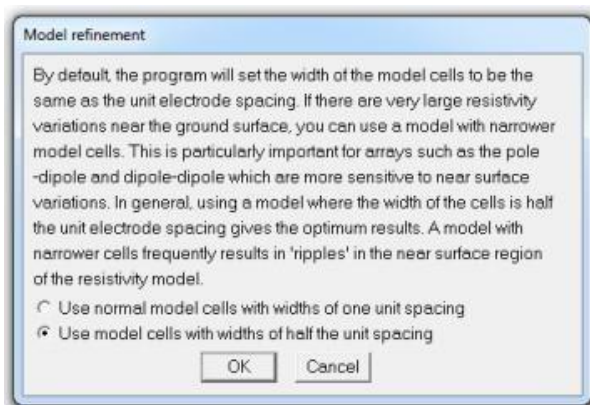 Model refinement
By default, the program will set the width of the model cells to be the
same as the unit electrode spacing. If there are very large resistivity
variations near the ground surface, you can use a model with narrower
model cells. This is particularly important for arrays such as the pole
-dipole and dipole-dipole which are more sensitive to near surface
variations. In general, using a model where the width of the cells is half
the unit electrode spacing gives the optimum results. A model with
narrower cells frequently results in 'ripples' in the near surface region
of the resistivity model.
Use normal model cells with widths of one unit spacing
Use model cells with widths of half the unit spacing
OK Cancel